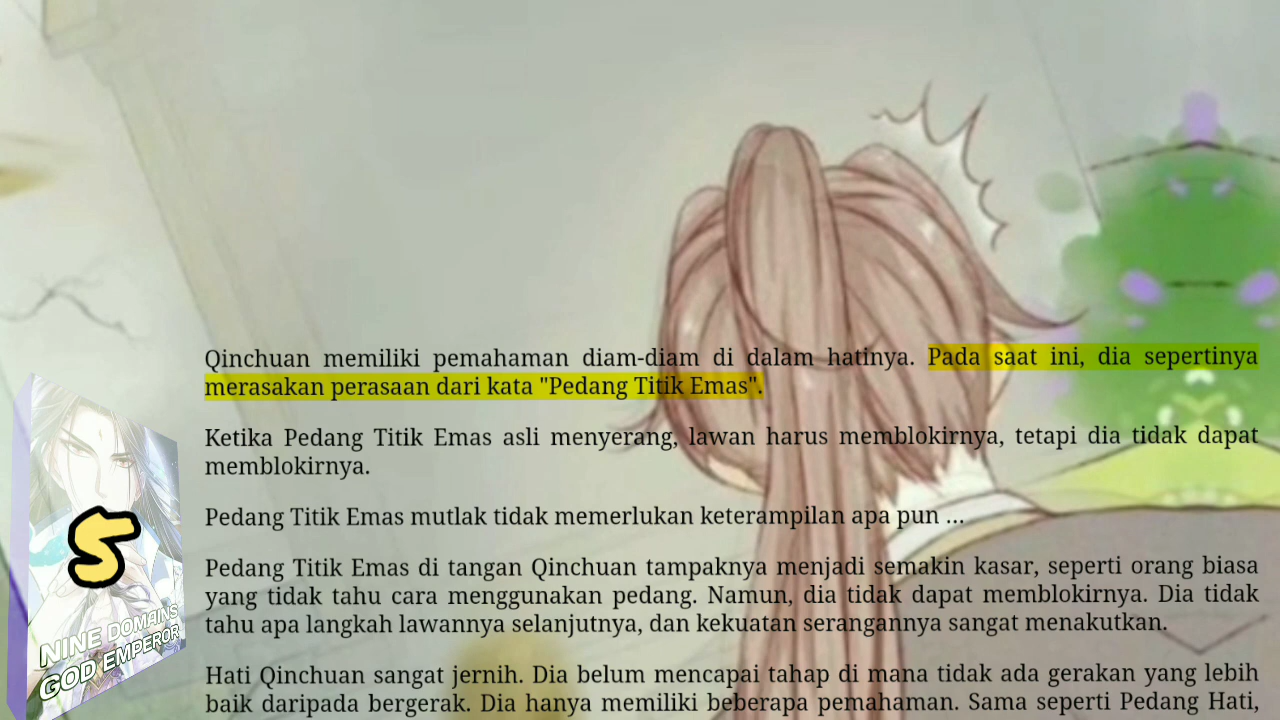 Qinchuan memiliki pemahaman diam-diam di dalam hatinya. Pada saat ini, dia sepertinya
merasakan perasaan dari kata "Pedang Titik Emas".
Ketika Pedang Titik Emas asli menyerang, lawan harus memblokirnya, tetapi dia tidak dapat
memblokirnya.
Pedang Titik Emas mutlak tidak memerlukan keterampilan apa pun ...
Pedang Titik Emas di tangan Qinchuan tampaknya menjadi semakin kasar, seperti orang biasa
yang tidak tahu cara menggunakan pedang. Namun, dia tidak dapat memblokirnya. Dia tidak
tahu apa langkah lawannya selanjutnya, dan kekuatan serangannya sangat menakutkan.
Hati Qinchuan sangat jernih. Dia belum mencapai tahap di mana tidak ada gerakan yang lebih
baik daripada bergerak. Dia hanya memiliki beberapa pemahaman. Sama seperti Pedang Hati,
5
NINE DOMAINS
GOD EMPEROR